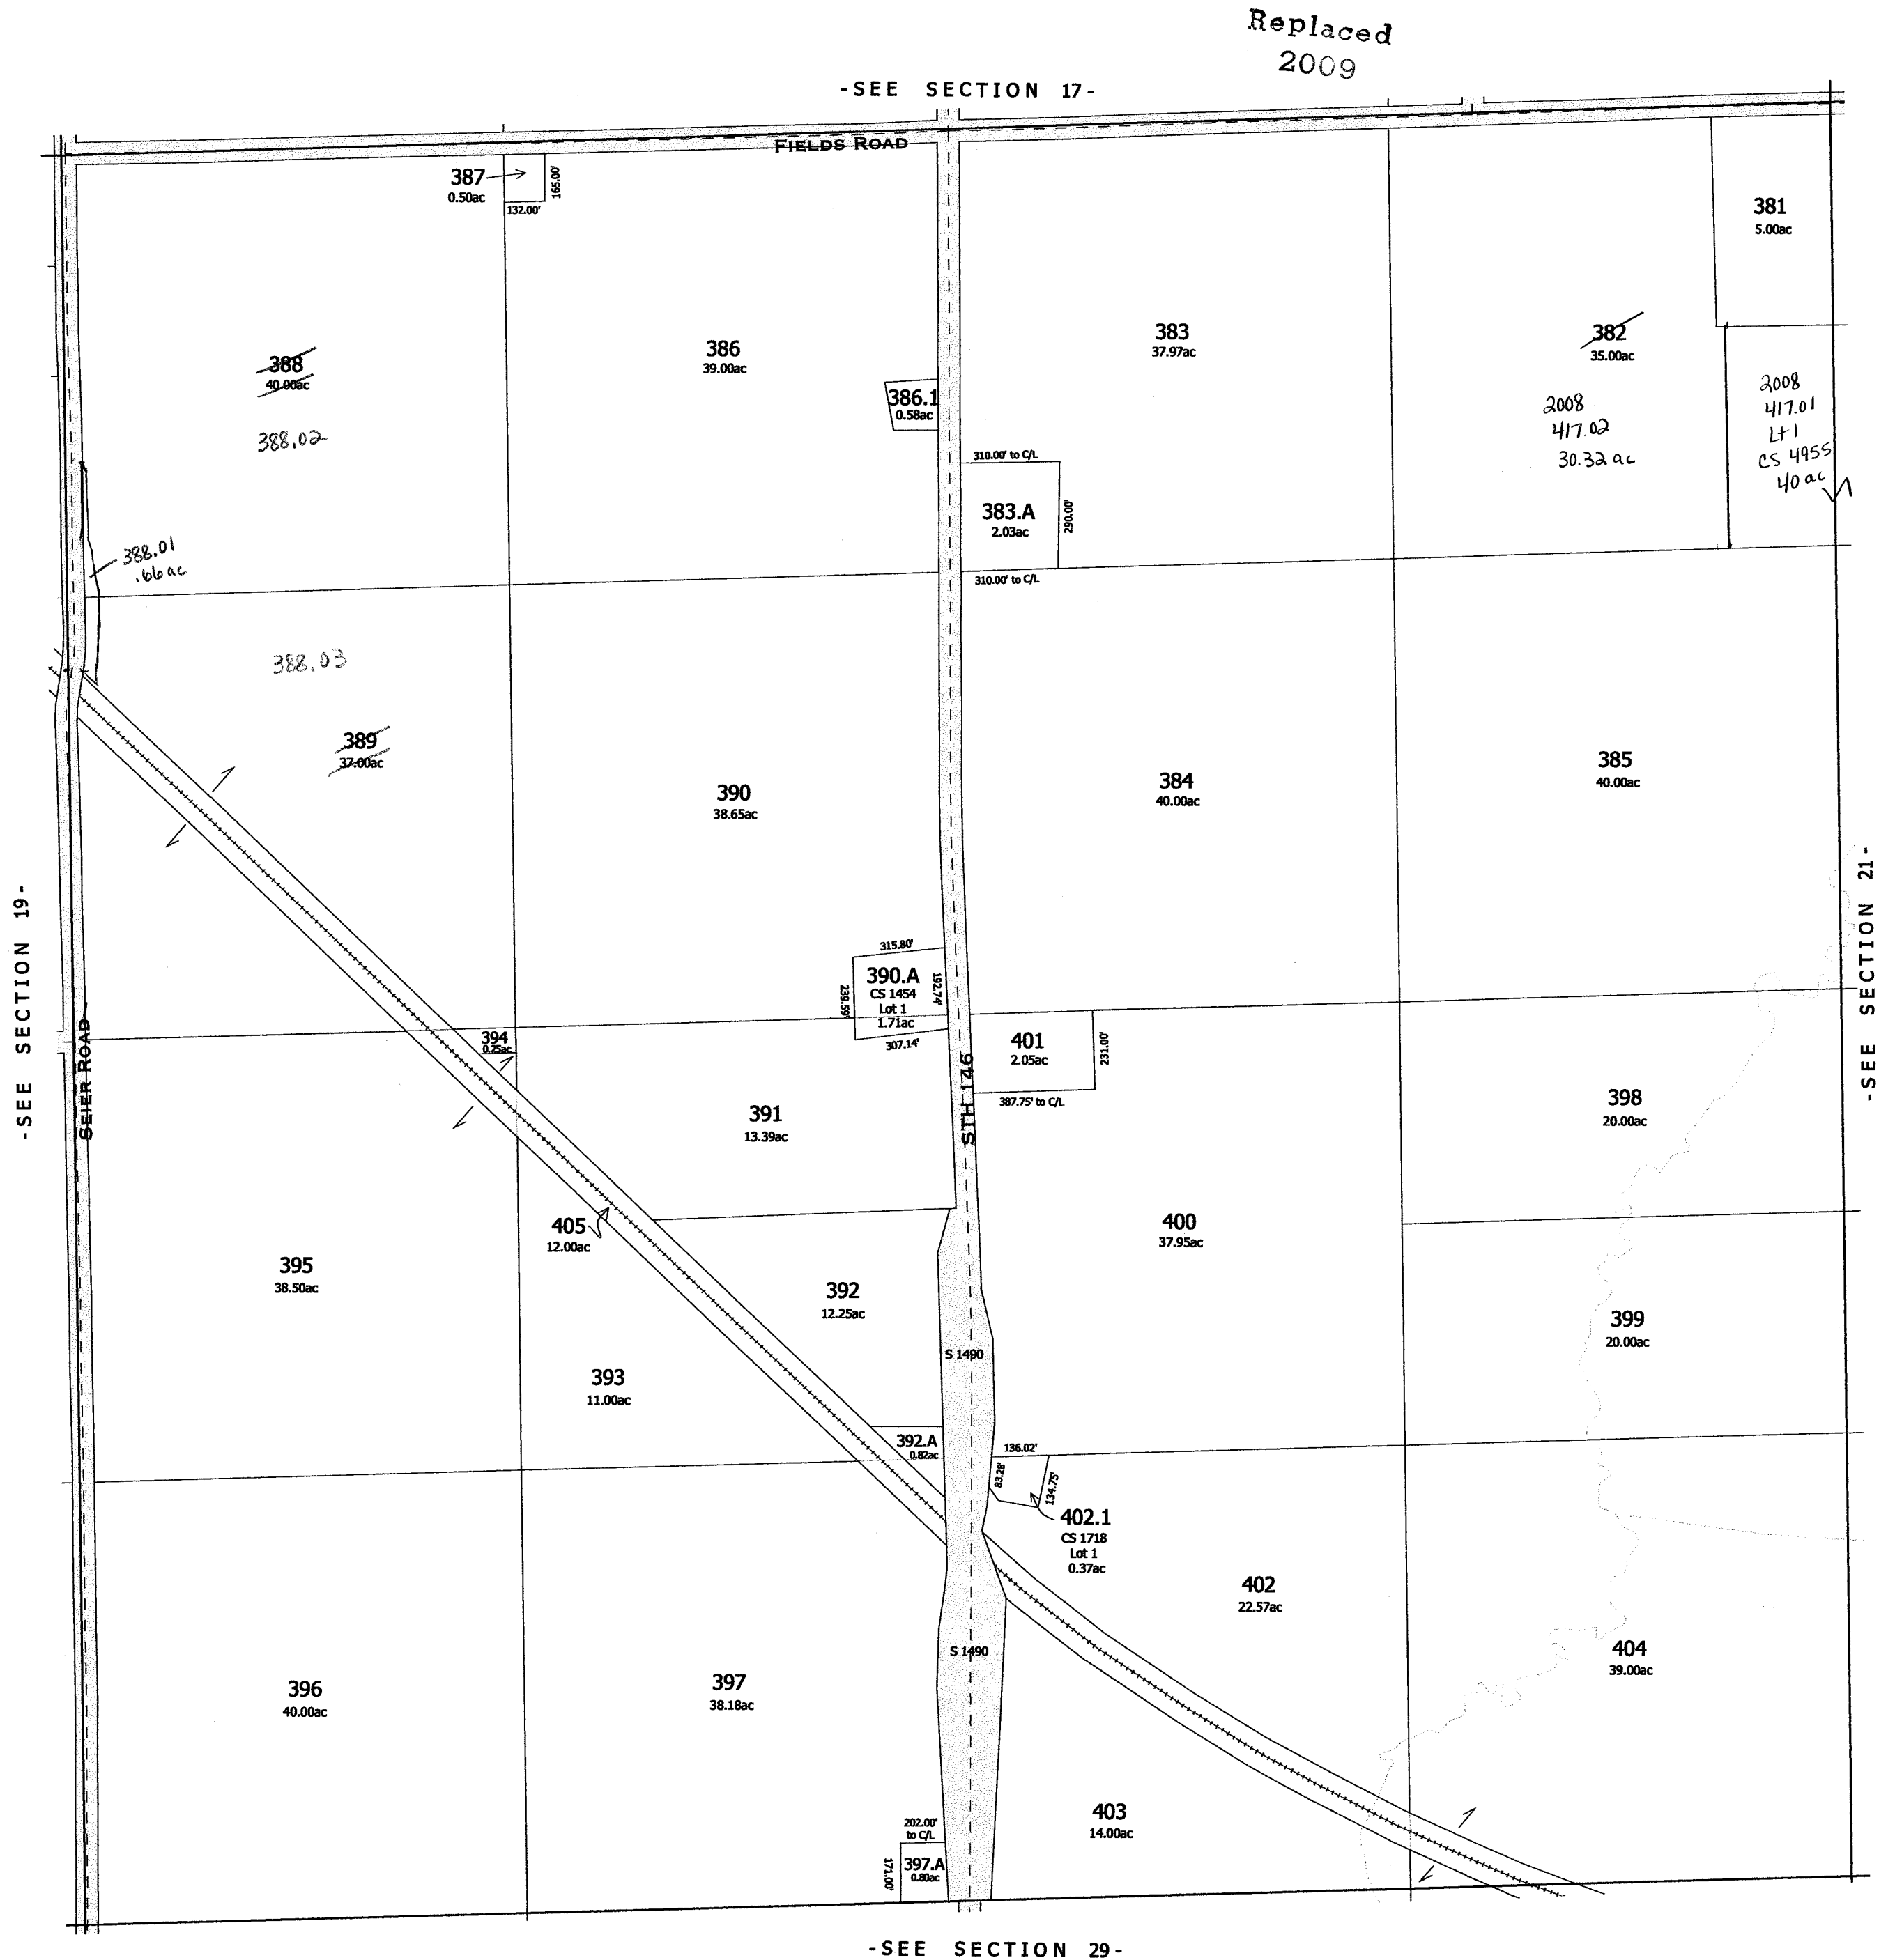 Replaced
2009
-SEE SECTION 17-
FIELDS ROAD
387
0.50ac
165.00'
132.00'
381
5.00ac
388
40.00ac
388.02
386
39.00ac
386.1
0.58ac
383
37.97ac
382
35.00ac
2008
417.02
30.32 ac
2008
417.01
Lt 1
CS 4955
40 ac
310.00' to C/L
383.A
2.03ac
290.00'
310.00' to C/L
388.01
.66 ac
388.03
389
37.00ac
390
38.65ac
384
40.00ac
385
40.00ac
-SEE SECTION 19-
-SEE SECTION 21-
SEIER ROAD
315.80'
390.A
CS 1454
Lot 1
1.71ac
192.74'
239.59'
307.14'
394
0.25ac
401
2.05ac
231.00'
387.75' to C/L
STH 146
391
13.39ac
398
20.00ac
405
12.00ac
395
38.50ac
400
37.95ac
392
12.25ac
399
20.00ac
S 1490
393
11.00ac
392.A
0.82ac
136.02'
83.28'
134.75'
402.1
CS 1718
Lot 1
0.37ac
402
22.57ac
S 1490
404
39.00ac
396
40.00ac
397
38.18ac
403
14.00ac
202.00'
to C/L
171.00'
397.A
0.80ac
-SEE SECTION 29-